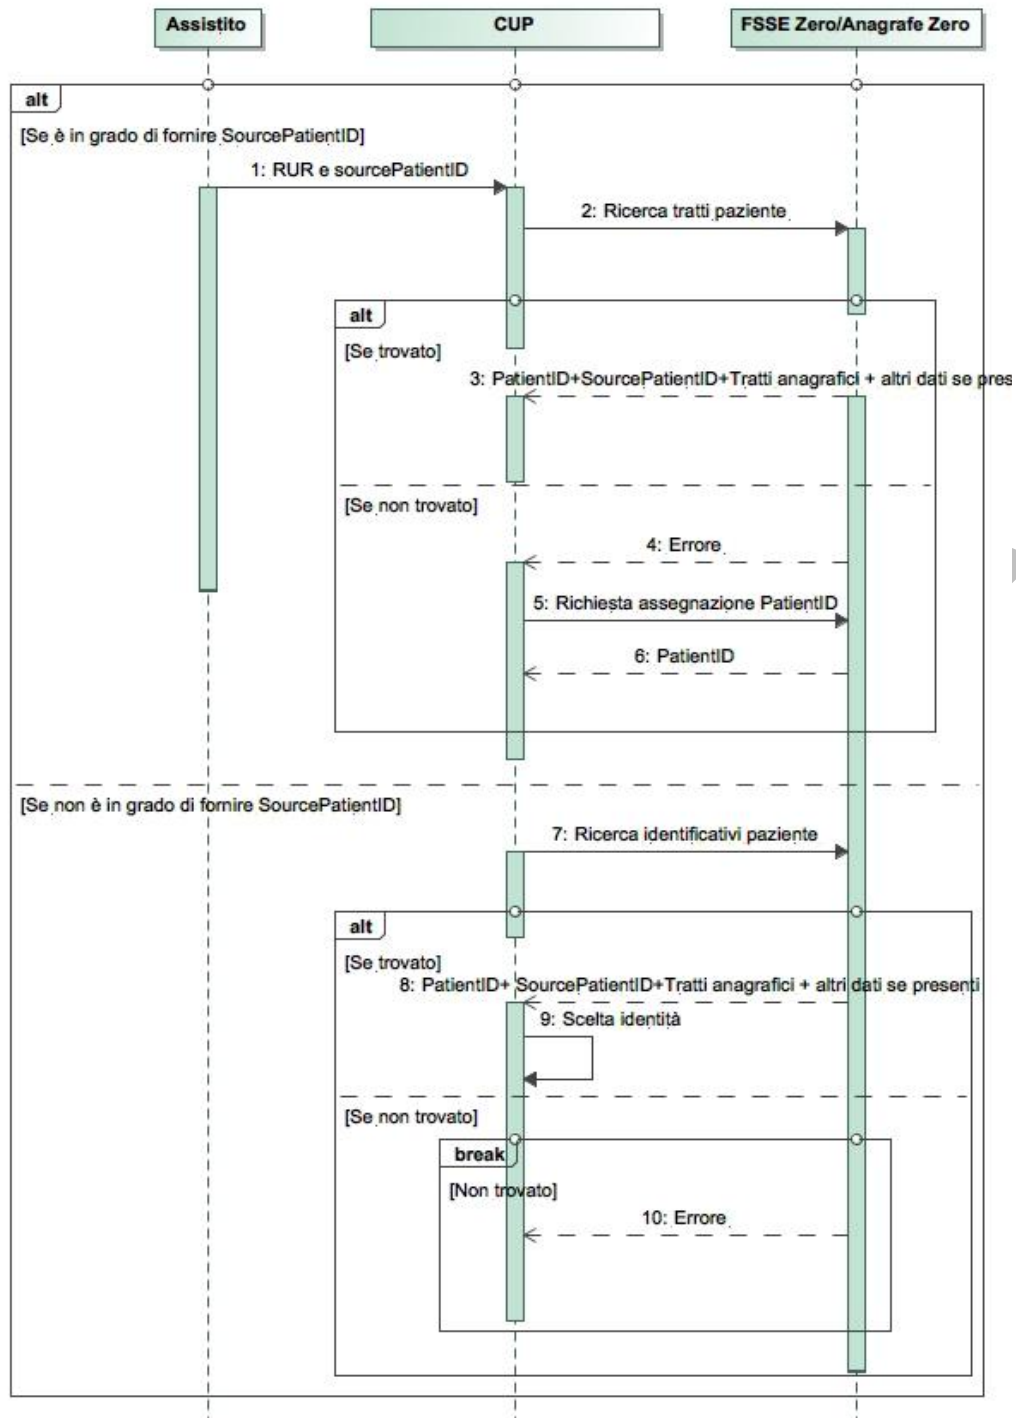 Assistito
CUP
FSSE Zero/Anagrafe Zero
alt
[Se è in grado di fornire SourcePatientID]
1: RUR e sourcePatientID
2: Ricerca tratti paziente
alt
[Se trovato]
3: PatientID+SourcePatientID+Tratti anagrafici + altri dati se pres
[Se non trovato]
4: Errore
5: Richiesta assegnazione PatientID
6: PatientID
[Se non è in grado di fornire SourcePatientID]
7: Ricerca identificativi paziente
alt
[Se trovato]
8: PatientID+ SourcePatientID+Tratti anagrafici + altri dati se presenti
9: Scelta identità
[Se non trovato]
break
[Non trovato]
10: Errore